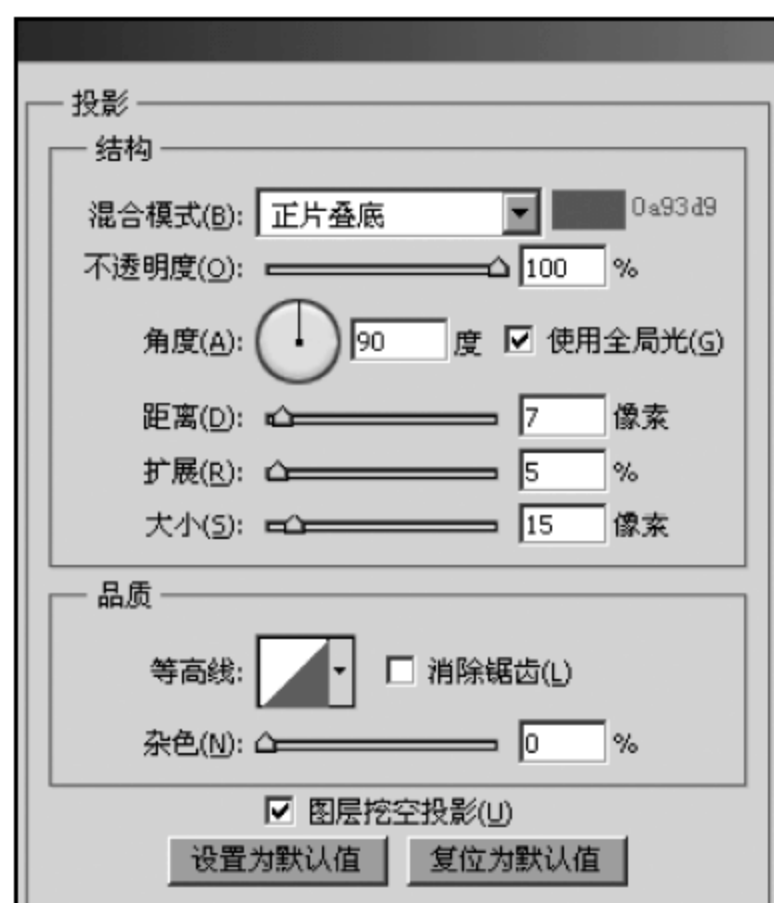 投影
结构
混合模式(B): 正片叠底 0a93d9
不透明度(O): 100 %
角度(A): 90 度 使用全局光(G)
距离(D): 7 像素
扩展(R): 5 %
大小(S): 15 像素
品质
等高线: 消除锯齿(L)
杂色(N): 0 %
图层挖空投影(U)
设置为默认值 复位为默认值